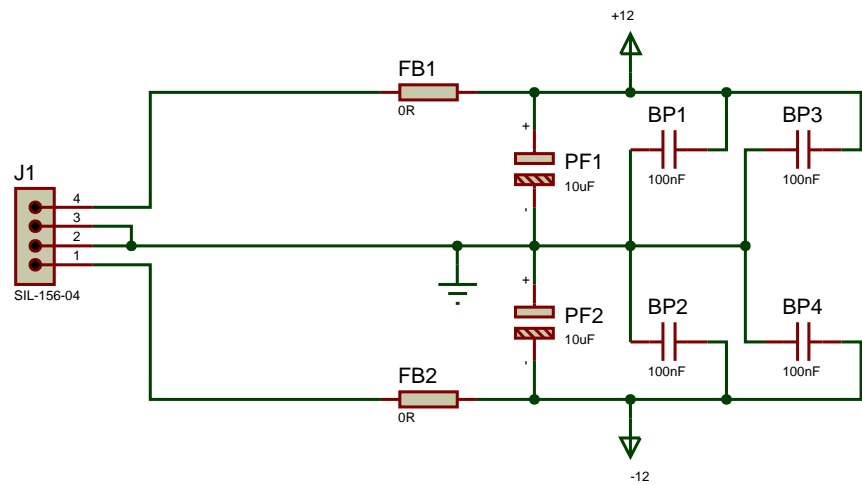 +12
FB1
0R
BP1
100nF
BP3
100nF
+
PF1
10uF
-
J1
4
3
2
1
SIL-156-04
+
PF2
10uF
-
BP2
100nF
BP4
100nF
FB2
0R
-12